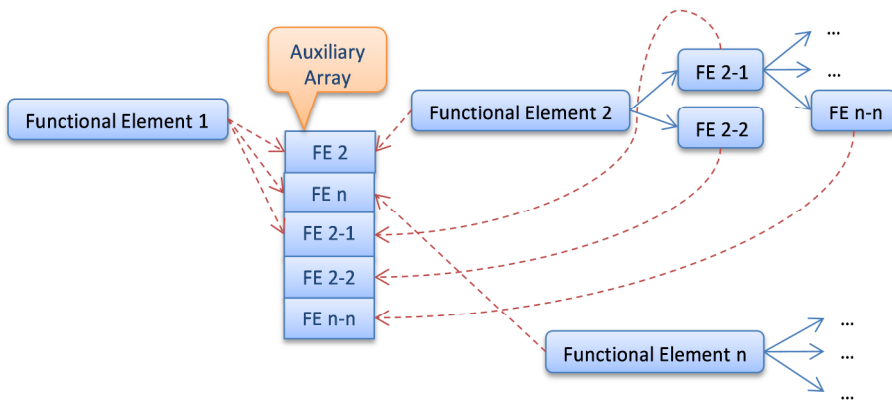 Auxiliary
Array
Functional Element 1
FE 2
FE n
FE 2-1
FE 2-2
FE n-n
Functional Element 2
FE 2-1
FE 2-2
...
...
FE n-n
Functional Element n
...
...
...